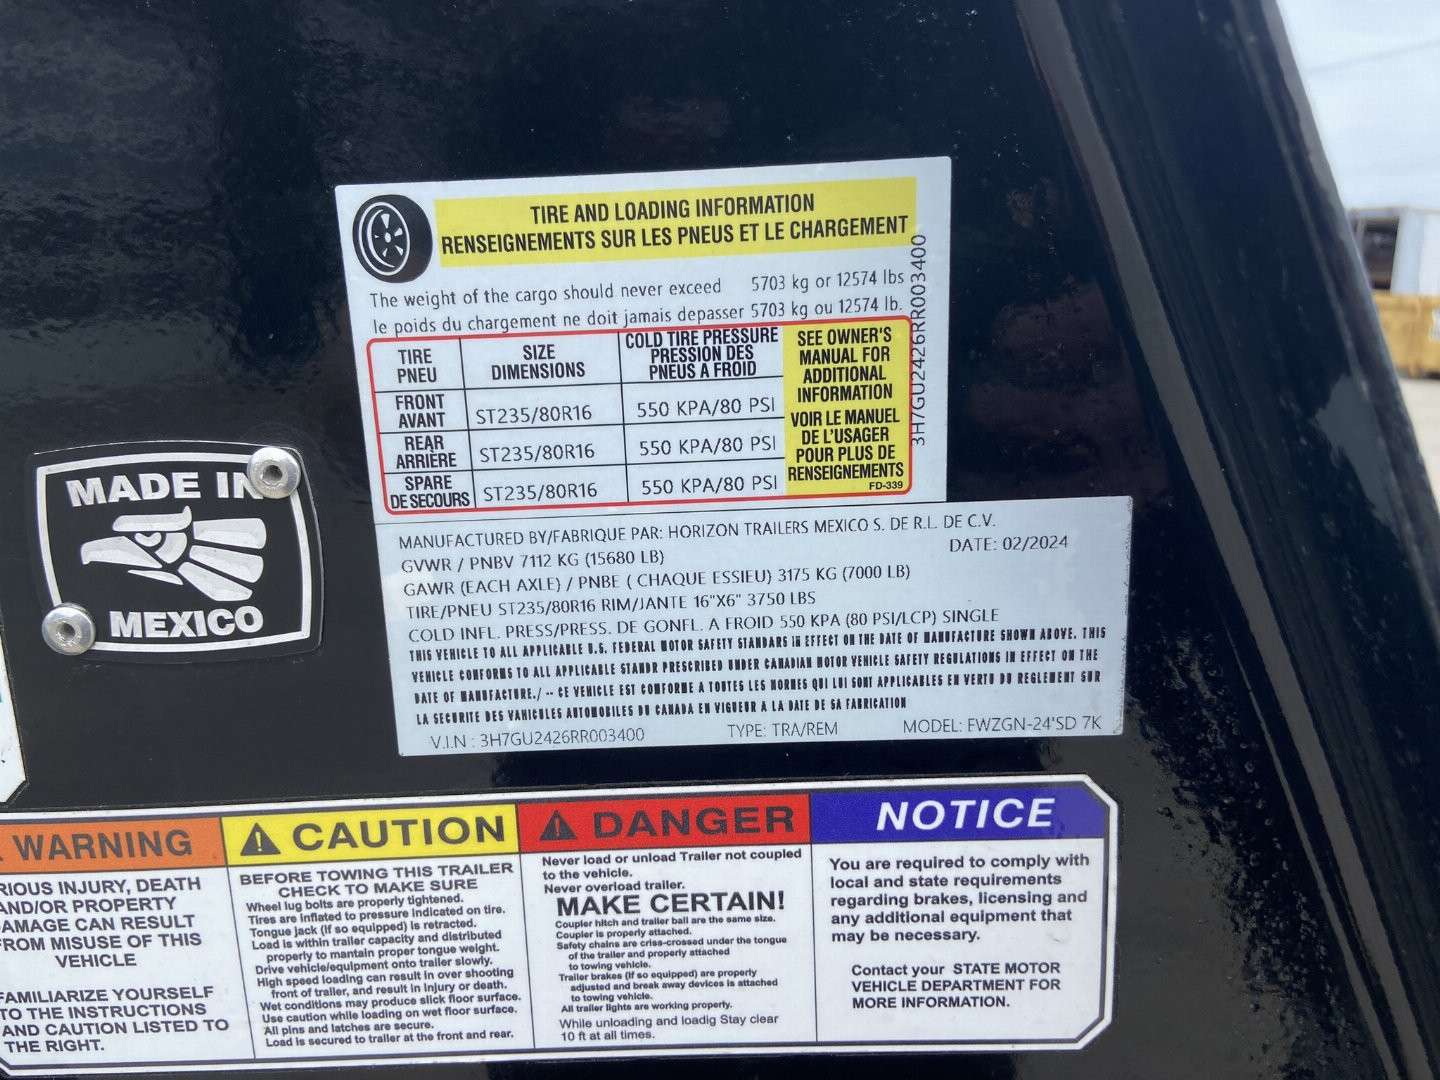 TIRE AND LOADING INFORMATION
RENSEIGNEMENTS SUR LES PNEUS ET LE CHARGEMENT
The weight of the cargo should never exceed 5703 kg or 12574 lbs
le poids du chargement ne doit jamais depasser 5703 kg ou 12574 lb.
TIRE
PNEU
SIZE
DIMENSIONS
COLD TIRE PRESSURE
PRESSION DES
PNEUS A FROID
FRONT
AVANT
ST235/80R16
550 KPA/80 PSI
REAR
ARRIÈRE
ST235/80R16
550 KPA/80 PSI
SPARE
DE SECOURS
ST235/80R16
550 KPA/80 PSI
SEE OWNER'S
MANUAL FOR
ADDITIONAL
INFORMATION
VOIR LE MANUEL
DE L'USAGER
POUR PLUS DE
RENSEIGNEMENTS
FD-339
3H7GU2426RR003400
MADE IN
MEXICO
MANUFACTURED BY/FABRIQUE PAR: HORIZON TRAILERS MEXICO S. DE R.L. DE C.V.
GVWR / PNBV 7112 KG (15680 LB) DATE: 02/2024
GAWR (EACH AXLE) / PNBE ( CHAQUE ESSIEU) 3175 KG (7000 LB)
TIRE/PNEU ST235/80R16 RIM/JANTE 16"X6" 3750 LBS
COLD INFL. PRESS/PRESS. DE GONFL. A FROID 550 KPA (80 PSI/LCP) SINGLE
THIS VEHICLE TO ALL APPLICABLE U.S. FEDERAL MOTOR SAFETY STANDARS IN EFFECT ON THE DATE OF MANUFACTURE SHOWN ABOVE. THIS
VEHICLE CONFORMS TO ALL APPLICABLE STANDR PRESCRIBED UNDER CANADIAN MOTOR VEHICLE SAFETY REGULATIONS IN EFFECT ON THE
DATE OF MANUFACTURE./ -- CE VEHICLE EST CONFORME A TOUTES LES NORMES QUI LUI SONT APPLICABLES EN VERTU DU REGLEMENT SUR
LA SECURITE DES VAHICULES AUTOMOBILES DU CANADA EN VIGUEUR A LA DATE DE SA FABRICATION
V.I.N : 3H7GU2426RR003400 TYPE: TRA/REM MODEL: FWZGN-24'SD 7K
WARNING
RIOUS INJURY, DEATH
AND/OR PROPERTY
AMAGE CAN RESULT
FROM MISUSE OF THIS
VEHICLE
FAMILIARIZE YOURSELF
TO THE INSTRUCTIONS
AND CAUTION LISTED TO
THE RIGHT.
CAUTION
BEFORE TOWING THIS TRAILER
CHECK TO MAKE SURE
Wheel lug bolts are properly tightened.
Tires are inflated to pressure indicated on tire.
Tongue jack (if so equipped) is retracted.
Load is within trailer capacity and distributed
properly to mantain proper tongue weight.
Drive vehicle/equipment onto trailer slowly.
High speed loading can result in over shooting
front of trailer, and result in injury or death.
Wet conditions may produce slick floor surface.
Use caution while loading on wet floor surface.
All pins and latches are secure.
Load is secured to trailer at the front and rear.
DANGER
Never load or unload Trailer not coupled
to the vehicle.
Never overload trailer.
MAKE CERTAIN!
Coupler hitch and trailer ball are the same size.
Coupler is properly attached.
Safety chains are criss-crossed under the tongue
of the trailer and properly attached
to towing vehicle.
Trailer brakes (if so equipped) are properly
adjusted and break away devices is attached
to towing vehicle.
All trailer lights are working properly.
While unloading and loadig Stay clear
10 ft at all times.
NOTICE
You are required to comply with
local and state requirements
regarding brakes, licensing and
any additional equipment that
may be necessary.
Contact your STATE MOTOR
VEHICLE DEPARTMENT FOR
MORE INFORMATION.